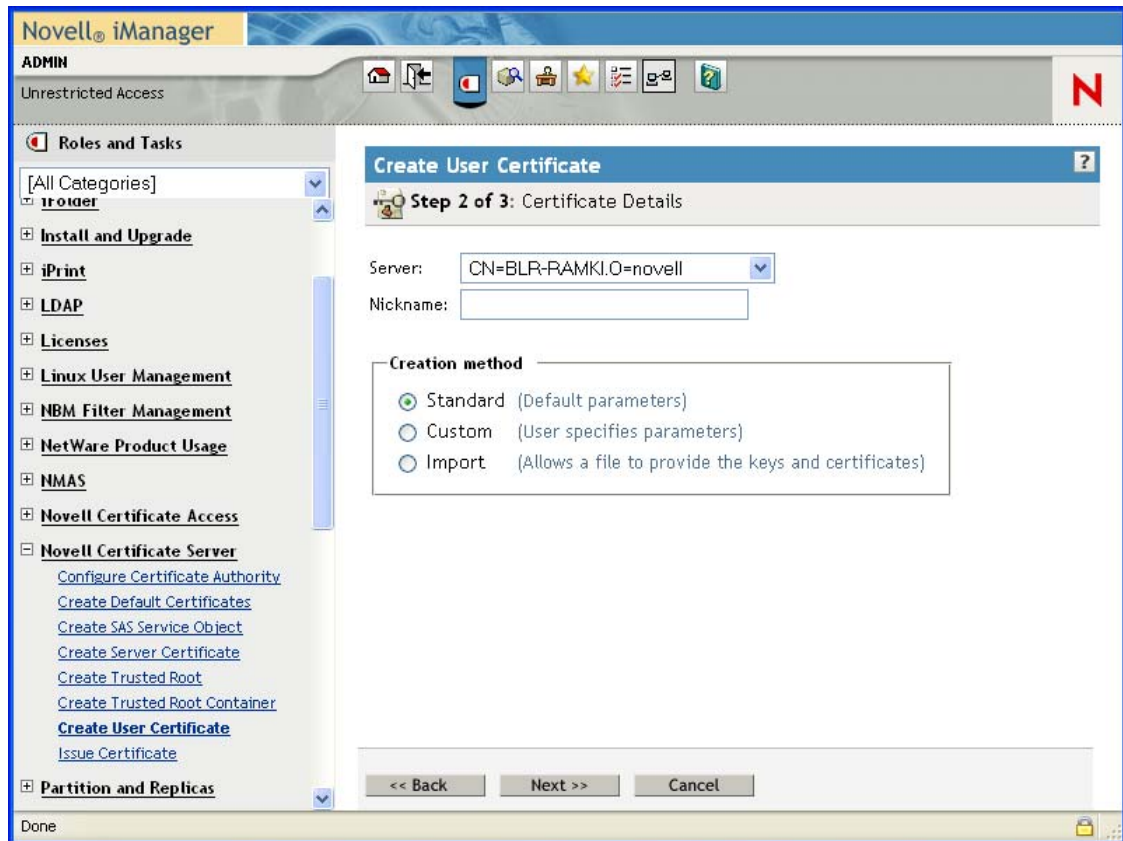 Novell® iManager
ADMIN
Unrestricted Access
N
Roles and Tasks
[All Categories]
iFolder
Install and Upgrade
iPrint
LDAP
Licenses
Linux User Management
NBM Filter Management
NetWare Product Usage
NMAS
Novell Certificate Access
Novell Certificate Server
Configure Certificate Authority
Create Default Certificates
Create SAS Service Object
Create Server Certificate
Create Trusted Root
Create Trusted Root Container
Create User Certificate
Issue Certificate
Partition and Replicas
Create User Certificate ?
Step 2 of 3: Certificate Details
Server: CN=BLR-RAMKI.O=novell
Nickname:
Creation method
Standard (Default parameters)
Custom (User specifies parameters)
Import (Allows a file to provide the keys and certificates)
<< Back Next >> Cancel
Done